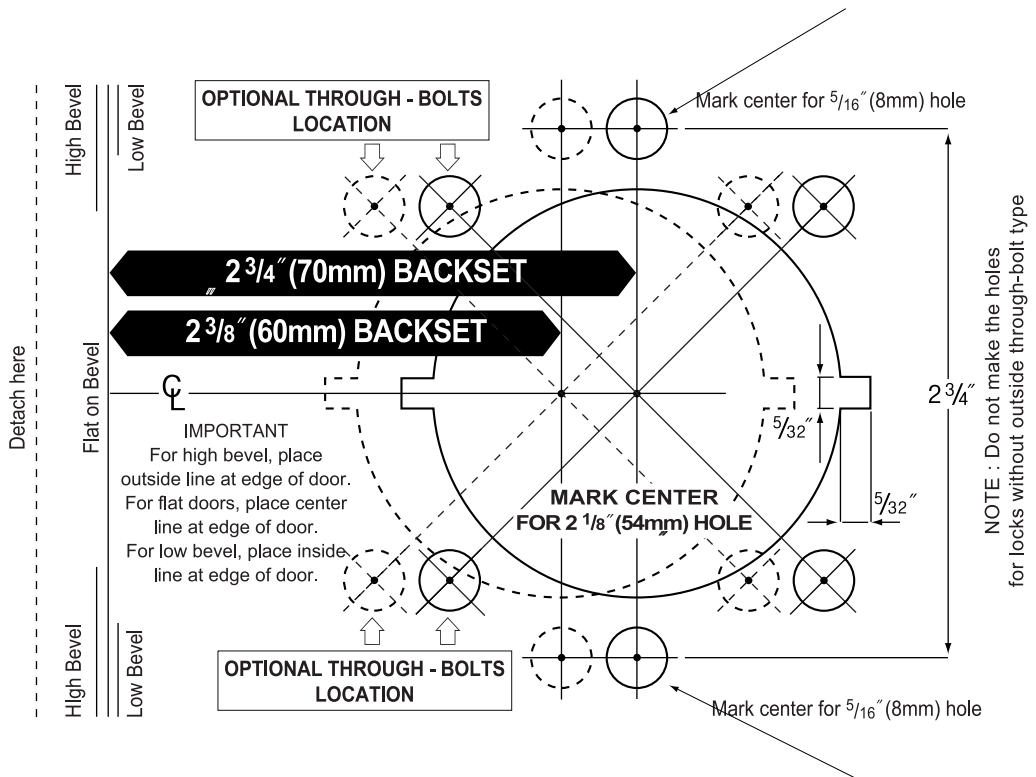 High Bevel
Low Bevel
OPTIONAL THROUGH - BOLTS
LOCATION
Mark center for 5/16″ (8mm) hole
2 3/4″ (70mm) BACKSET
2 3/8″ (60mm) BACKSET
Detach here
Flat on Bevel
CL
IMPORTANT
For high bevel, place
outside line at edge of door.
For flat doors, place center
line at edge of door.
For low bevel, place inside
line at edge of door.
5/32″
2 3/4″
5/32″
MARK CENTER
FOR 2 1/8″ (54mm) HOLE
NOTE : Do not make the holes
for locks without outside through-bolt type
High Bevel
Low Bevel
OPTIONAL THROUGH - BOLTS
LOCATION
Mark center for 5/16″ (8mm) hole